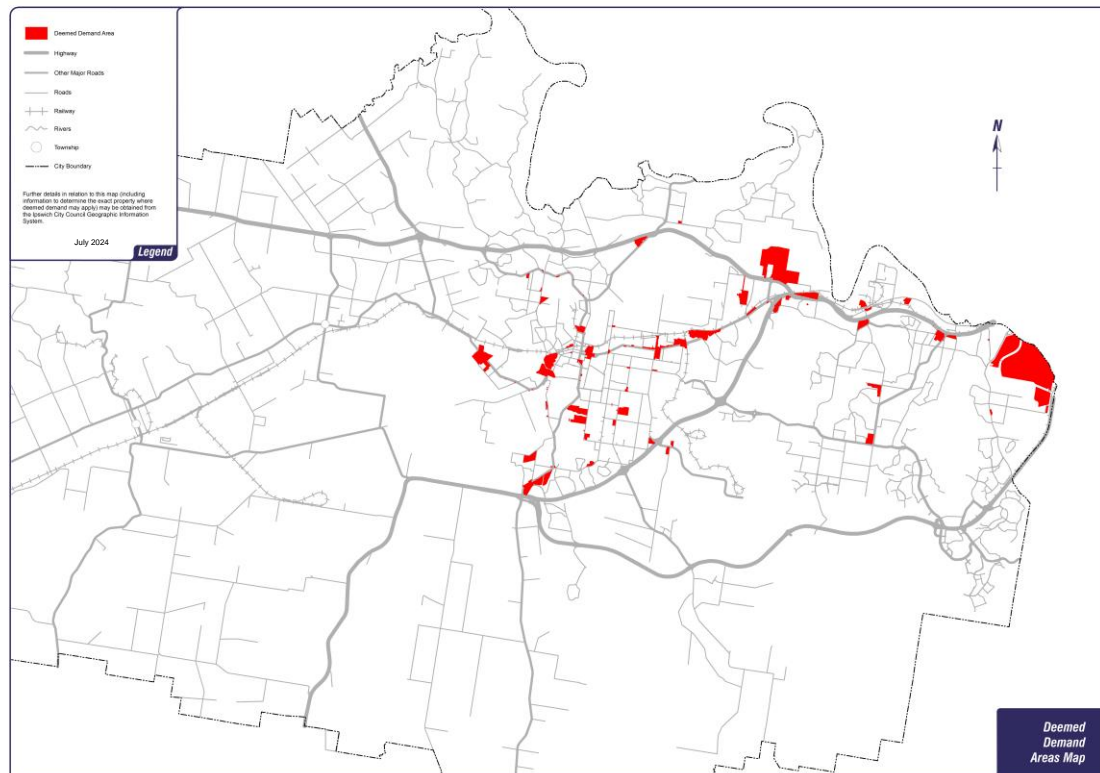 Deemed Demand Area
Highway
Other Major Roads
Roads
Railway
Rivers
Township
City Boundary
Further details in relation to this map (including
information to determine the exact property where
deemed demand may apply) may be obtained from
the Ipswich City Council Geographic Information
System.
July 2024
Legend
N
Deemed
Demand
Areas Map